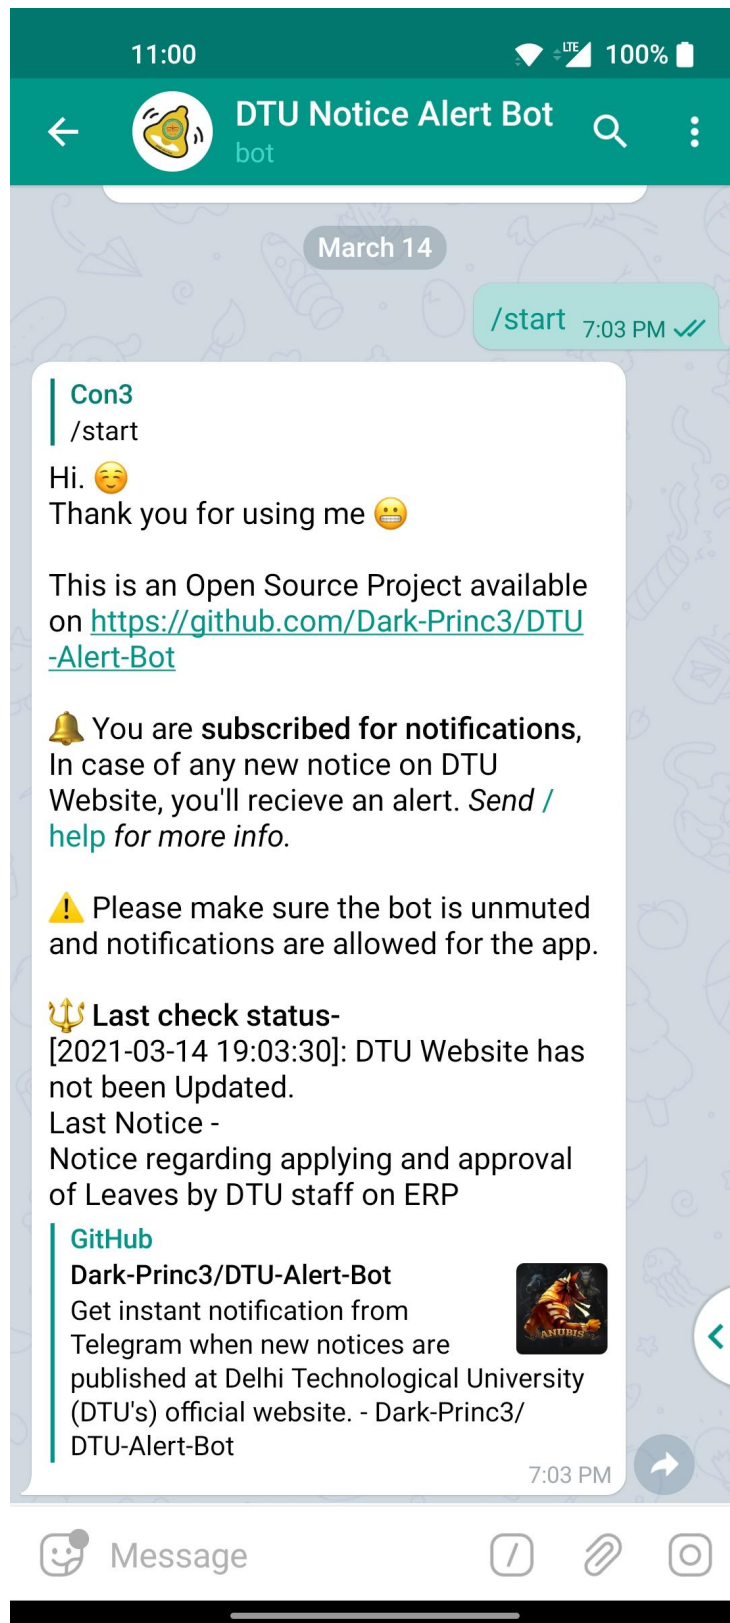 11:00
LTE 100%
DTU Notice Alert Bot
bot
March 14
/start 7:03 PM
Con3
/start
Hi. ☺️
Thank you for using me 😬
This is an Open Source Project available
on https://github.com/Dark-Princ3/DTU
-Alert-Bot
🔔 You are subscribed for notifications,
In case of any new notice on DTU
Website, you'll recieve an alert. Send /
help for more info.
⚠️ Please make sure the bot is unmuted
and notifications are allowed for the app.
🔱 Last check status-
[2021-03-14 19:03:30]: DTU Website has
not been Updated.
Last Notice -
Notice regarding applying and approval
of Leaves by DTU staff on ERP
GitHub
Dark-Princ3/DTU-Alert-Bot
Get instant notification from
Telegram when new notices are
published at Delhi Technological University
(DTU's) official website. - Dark-Princ3/
DTU-Alert-Bot
ANUBIS
7:03 PM
Message